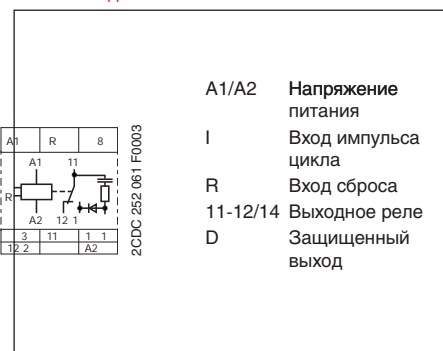 A1 R 8
A1 11
R
A2 12 1
3 11 1 1
12 2 A2
2CDC 252 061 F0003
A1/A2 Напряжение
питания
I Вход импульса
цикла
R Вход сброса
11-12/14 Выходное реле
D Защищенный
выход